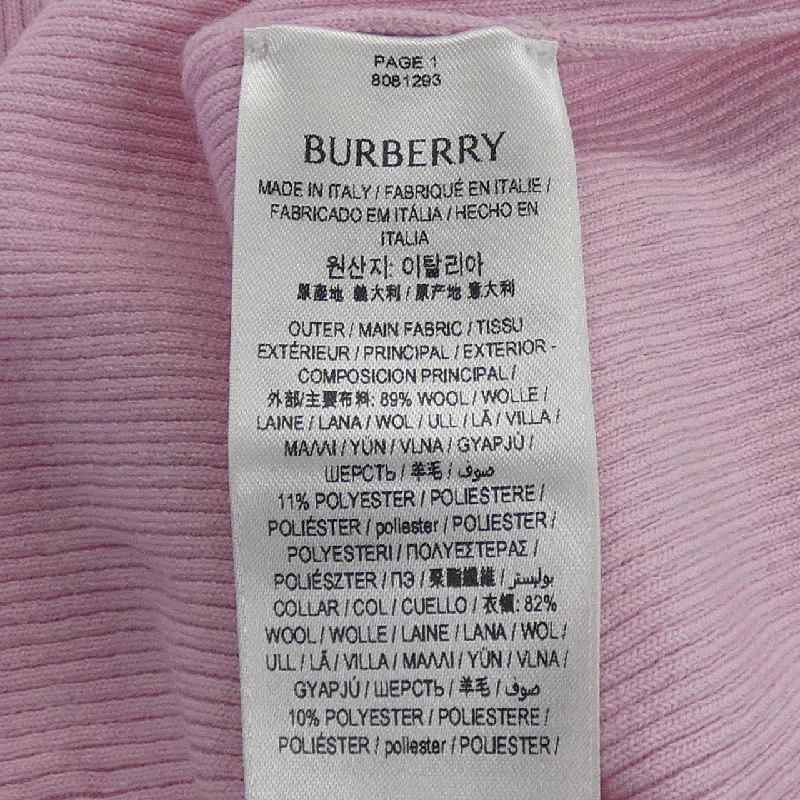 PAGE 1
8081293
BURBERRY
MADE IN ITALY / FABRIQUÉ EN ITALIE /
FABRICADO EM ITÁLIA / HECHO EN
ITALIA
원산지: 이탈리아
原產地 義大利 / 原产地 意大利
OUTER / MAIN FABRIC / TISSU
EXTÉRIEUR / PRINCIPAL / EXTERIOR -
COMPOSICION PRINCIPAL /
外部/主要布料: 89% WOOL / WOLLE /
LAINE / LANA / WOL / ULL / LÃ / VILLA /
ΜΑΛΛΙ / YÜN / VLNA / GYAPJÚ /
ШЕРСТЬ / 羊毛 / صوف /
11% POLYESTER / POLIESTERE /
POLIÉSTER / poliester / POLYESTER /
POLYESTERI / ΠΟΛΥΕΣΤΕΡΑΣ /
POLIÉSZTER / ПЭ / 聚酯纖維 / بوليستر /
COLLAR / COL / CUELLO / 衣領: 82%
WOOL / WOLLE / LAINE / LANA / WOL /
ULL / LÃ / VILLA / ΜΑΛΛΙ / YÜN / VLNA /
GYAPJÚ / ШЕРСТЬ / 羊毛 / صوف /
10% POLYESTER / POLIESTERE /
POLIÉSTER / poliester / POLYESTER /